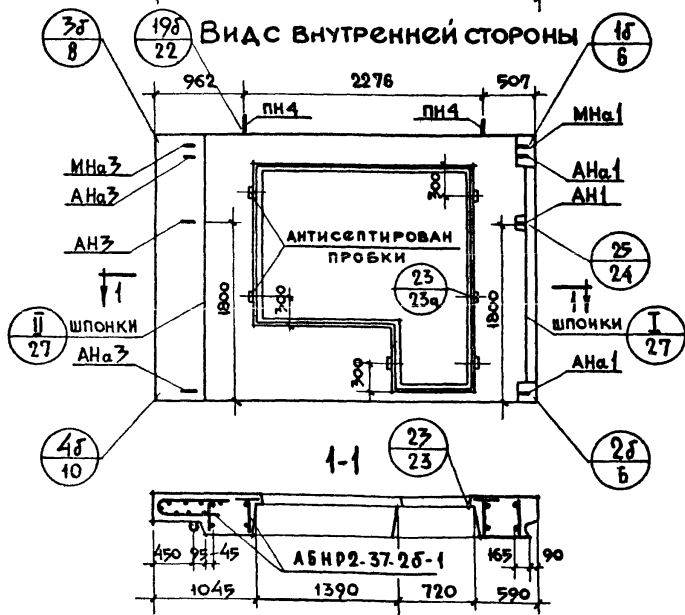 3б
8
19б
22
Вид с внутренней стороны
1б
6
962
2276
507
ПН4
ПН4
МНа1
МНа3
АНа3
АНа1
АН1
300
АН3
АНТИСЕПТИРОВАН
ПРОБКИ
25
24
23
23а
1
1
1800
300
1800
II
27
ШПОНКИ
ШПОНКИ
I
27
АНа3
АНа1
300
4б
10
1-1
23
23
2б
Б
450
95
45
АБНР2-37-2б-1
165
90
1045
1390
720
590